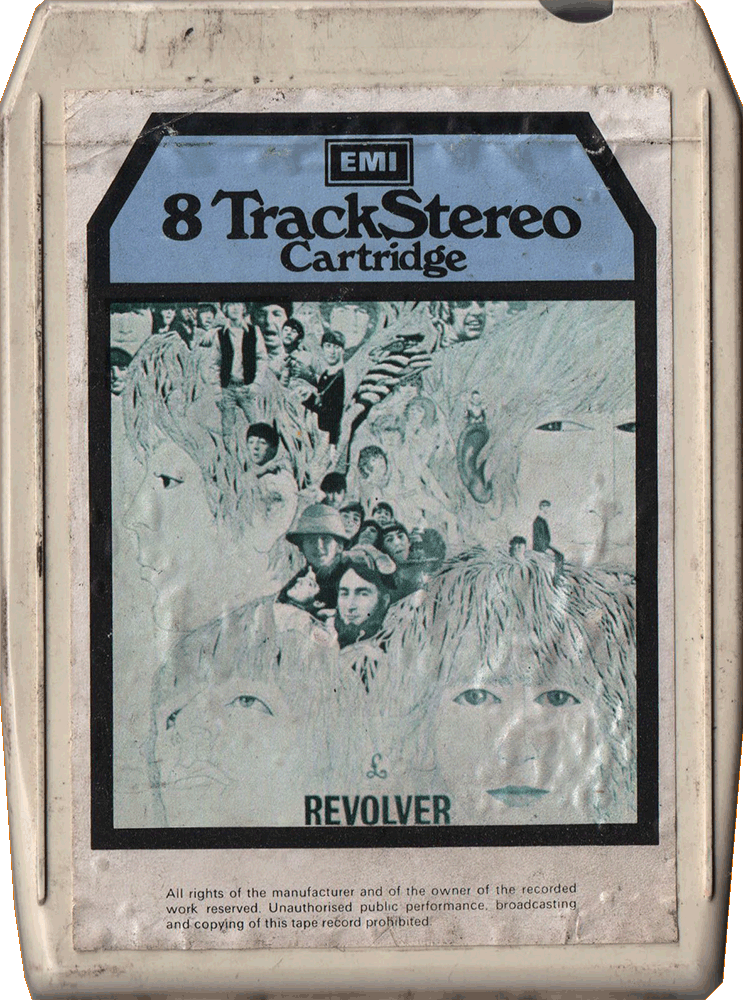 EMI
8 TrackStereo
Cartridge
£
REVOLVER
All rights of the manufacturer and of the owner of the recorded
work reserved. Unauthorised public performance, broadcasting
and copying of this tape record prohibited.